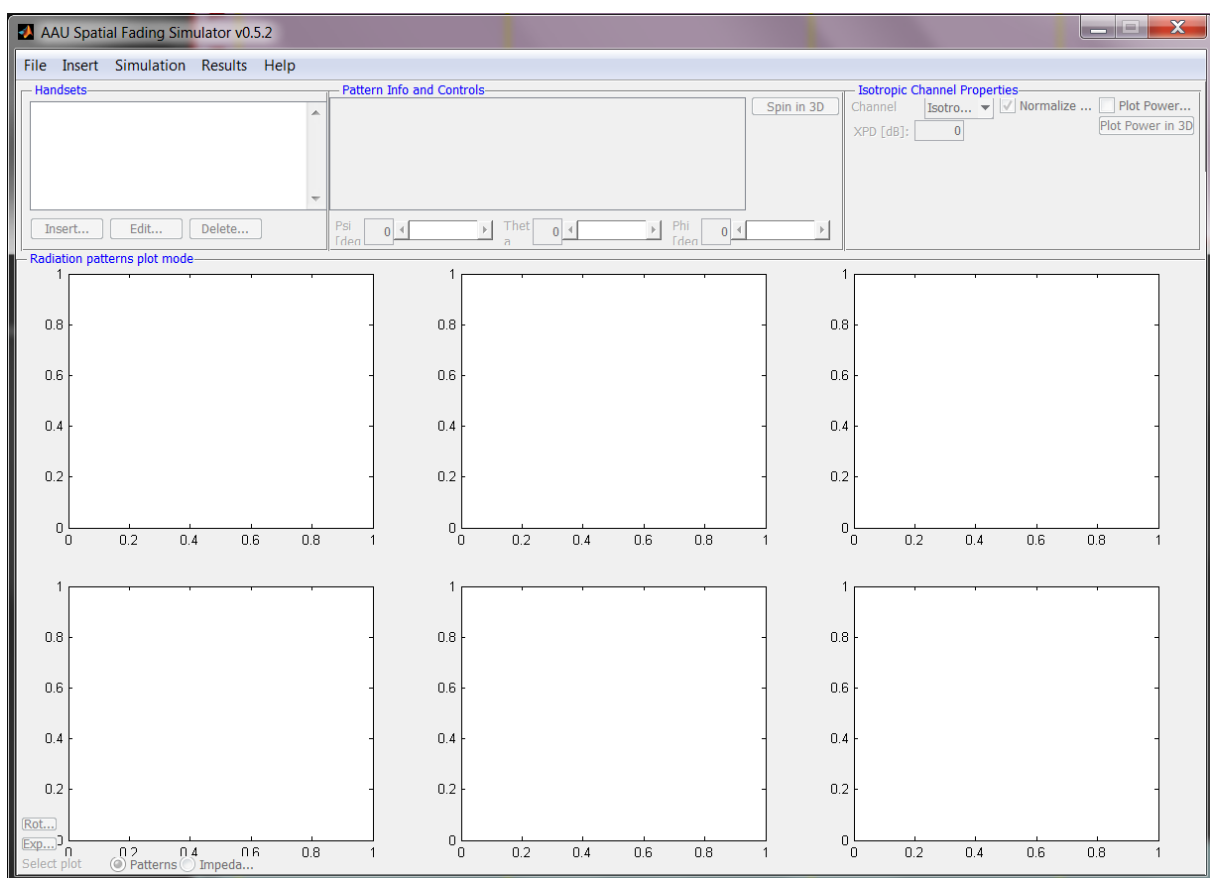 AAU Spatial Fading Simulator v0.5.2
File Insert Simulation Results Help
Handsets
Insert... Edit... Delete...
Pattern Info and Controls
Spin in 3D
Psi [deg 0 Thet a 0 Phi [deg 0
Isotropic Channel Properties
Channel Isotro... Normalize ... Plot Power...
XPD [dB]: 0 Plot Power in 3D
Radiation patterns plot mode
1 1 1
0.8 0.8 0.8
0.6 0.6 0.6
0.4 0.4 0.4
0.2 0.2 0.2
0 0 0
0 0.2 0.4 0.6 0.8 1 0 0.2 0.4 0.6 0.8 1 0 0.2 0.4 0.6 0.8 1
1 1 1
0.8 0.8 0.8
0.6 0.6 0.6
0.4 0.4 0.4
0.2 0.2 0.2
Rot...
Exp... 0 0 0
0 0.2 0.4 0.6 0.8 1 0 0.2 0.4 0.6 0.8 1 0 0.2 0.4 0.6 0.8 1
Select plot Patterns Impeda...